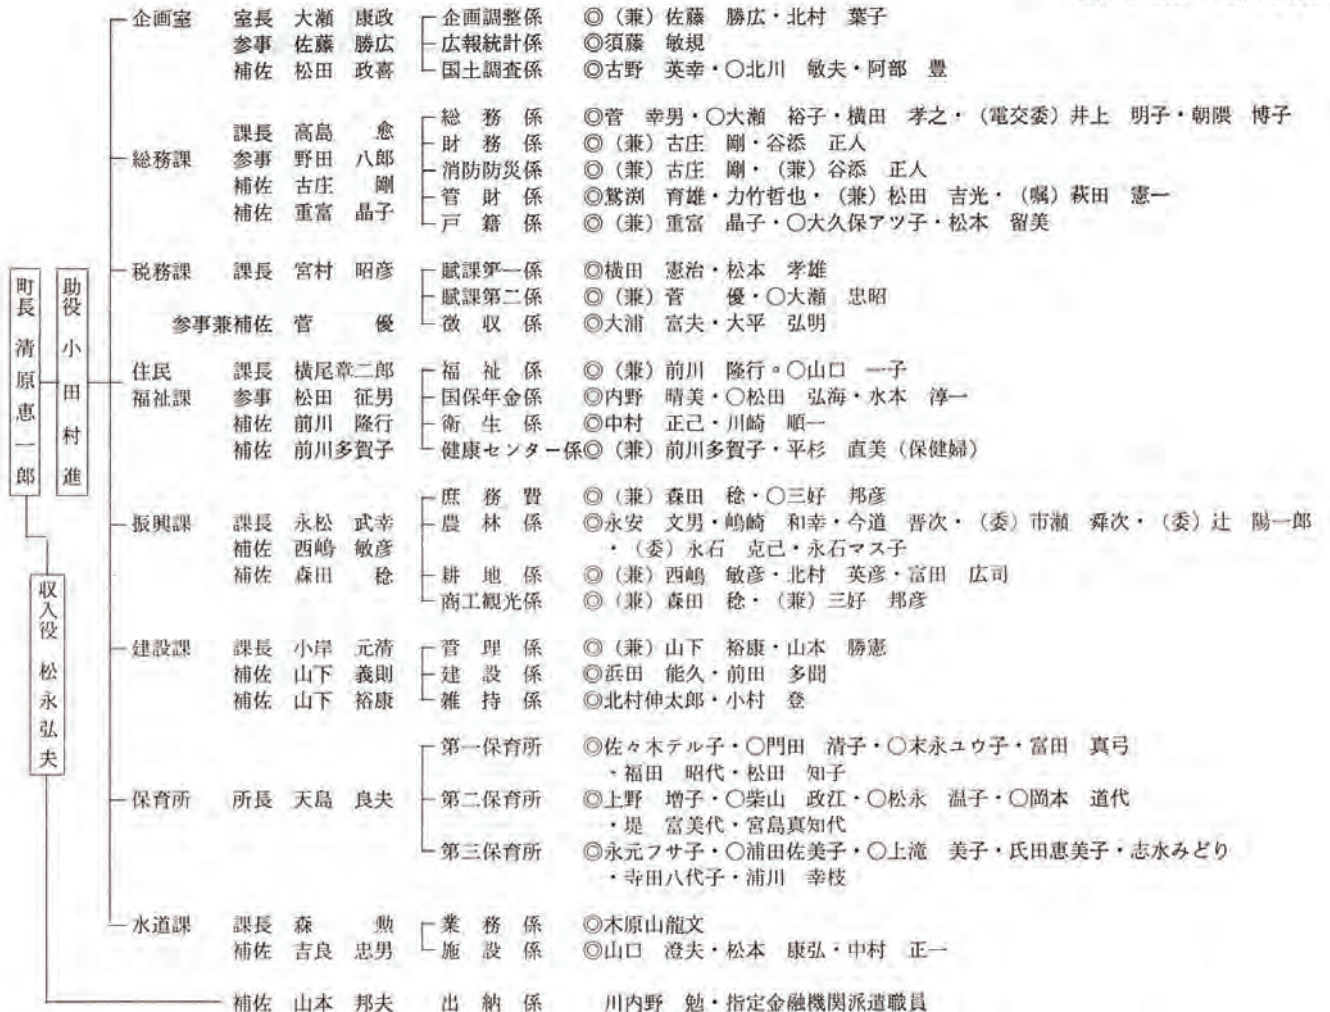 企画室 室長 大瀬 康政 企画調整係 ◎（兼）佐藤 勝広・北村 葉子
参事 佐藤 勝広 広報統計係 ◎須藤 敏規
補佐 松田 政喜 国土調査係 ◎古野 英幸・○北川 敏夫・阿部 豊
総務係 ◎菅 幸男・○大瀬 裕子・横田 孝之・（電交委）井上 明子・朝隈 博子
課長 高島 愈 財務係 ◎（兼）古庄 剛・谷添 正人
総務課 参事 野田 八郎 消防防災係 ◎（兼）古庄 剛・（兼）谷添 正人
補佐 古庄 剛 管財係 ◎鴛渕 育雄・力竹哲也・（兼）松田 吉光・（嘱）萩田 憲一
補佐 重富 晶子 戸籍係 ◎（兼）重富 晶子・○大久保アツ子・松本 留美
税務課 課長 宮村 昭彦 賦課第一係 ◎横田 憲治・松本 孝雄
賦課第二係 ◎（兼）菅 優・○大瀬 忠昭
参事兼補佐 菅 優 徴収係 ◎大浦 富夫・大平 弘明
町長 清原恵一郎
助役 小田村進
住民 課長 横尾章二郎 福祉係 ◎（兼）前川 隆行。○山口 一子
福祉課 参事 松田 征男 国保年金係 ◎内野 晴美・○松田 弘海・水本 淳一
補佐 前川 隆行 衛生係 ◎中村 正己・川崎 順一
補佐 前川多賀子 健康センター係◎（兼）前川多賀子・平杉 直美（保健婦）
庶務費 ◎（兼）森田 稔・○三好 邦彦
振興課 課長 永松 武幸 農林係 ◎永安 文男・嶋崎 和幸・今道 晋次・（委）市瀬 舜次・（委）辻 陽一郎
補佐 西嶋 敏彦 ・（委）永石 克己・永石マス子
補佐 森田 稔 耕地係 ◎（兼）西嶋 敏彦・北村 英彦・富田 広司
商工観光係 ◎（兼）森田 稔・（兼）三好 邦彦
収入役 松永弘夫
建設課 課長 小岸 元清 管理係 ◎（兼）山下 裕康・山本 勝憲
補佐 山下 義則 建設係 ◎浜田 能久・前田 多聞
補佐 山下 裕康 維持係 ◎北村伸太郎・小村 登
第一保育所 ◎佐々木テル子・○門田 清子・○末永ユウ子・富田 真弓
・福田 昭代・松田 知子
保育所 所長 天島 良夫 第二保育所 ◎上野 増子・○柴山 政江・○松永 温子・○岡本 道代
・堤 富美代・宮島真知代
第三保育所 ◎永元フサ子・○浦田佐美子・○上滝 美子・氏田恵美子・志水みどり
・寺田八代子・浦川 幸枝
水道課 課長 森 勲 業務係 ◎木原山龍文
補佐 吉良 忠男 施設係 ◎山口 澄夫・松本 康弘・中村 正一
補佐 山本 邦夫 出納係 川内野 勉・指定金融機関派遣職員